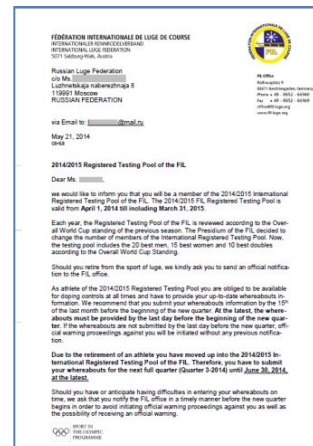 FÉDÉRATION INTERNATIONALE DE LUGE DE COURSE
INTERNATIONALER RENNRODELVERBAND
INTERNATIONAL LUGE FEDERATION
5071 Salzburg-Wals, Austria
FIL
Russian Luge Federation
c/o Ms.
Luzhnetskaja naberezhnaja 8
119991 Moscow
RUSSIAN FEDERATION
FIL Office
Rathausplatz 9
83471 Berchtesgaden, Germany
via Email to: @mail.ru
May 21, 2014
2014/2015 Registered Testing Pool of the FIL
Dear Ms.
we would like to inform you that you will be a member of the 2014/2015 International
Registered Testing Pool of the FIL. The 2014/2015 FIL Registered Testing Pool is
valid from April 1, 2014 till including March 31, 2015.
Each year, the Registered Testing Pool of the FIL is reviewed according to the Over-
all World Cup standing of the previous season. The Presidium of the FIL decided to
change the number of members of the International Registered Testing Pool. Now,
the testing pool includes the 20 best men, 15 best women and 10 best doubles
according to the Overall World Cup Standing.
Should you retire from the sport of luge, we kindly ask you to send an official notifica-
tion to the FIL office.
As athlete of the 2014/2015 Registered Testing Pool you are obliged to be available
for doping controls at all times and have to provide your up-to-date whereabouts in-
formation. We recommend that you submit your whereabouts information by the 15th
of the last month before the beginning of the new quarter. At the latest, the where-
abouts must be provided by the last day before the beginning of the new quar-
ter. If the whereabouts are not submitted by the last day before the new quarter, offi-
cial warning proceedings against you will be initiated without any previous notifica-
tion.
Due to the retirement of an athlete you have moved up into the 2014/2015 In-
ternational Registered Testing Pool of the FIL. Therefore, you have to submit
your whereabouts for the next full quarter (Quarter 3-2014) until June 30, 2014,
at the latest.
Should you have or anticipate having difficulties in entering your whereabouts on
time, we ask that you notify the FIL office in a timely manner before the new quarter
begins in order to avoid initiating official warning proceedings against you as well as
the possibility of receiving an official warning.
SPORT IN
THE OLYMPIC
PROGRAMME